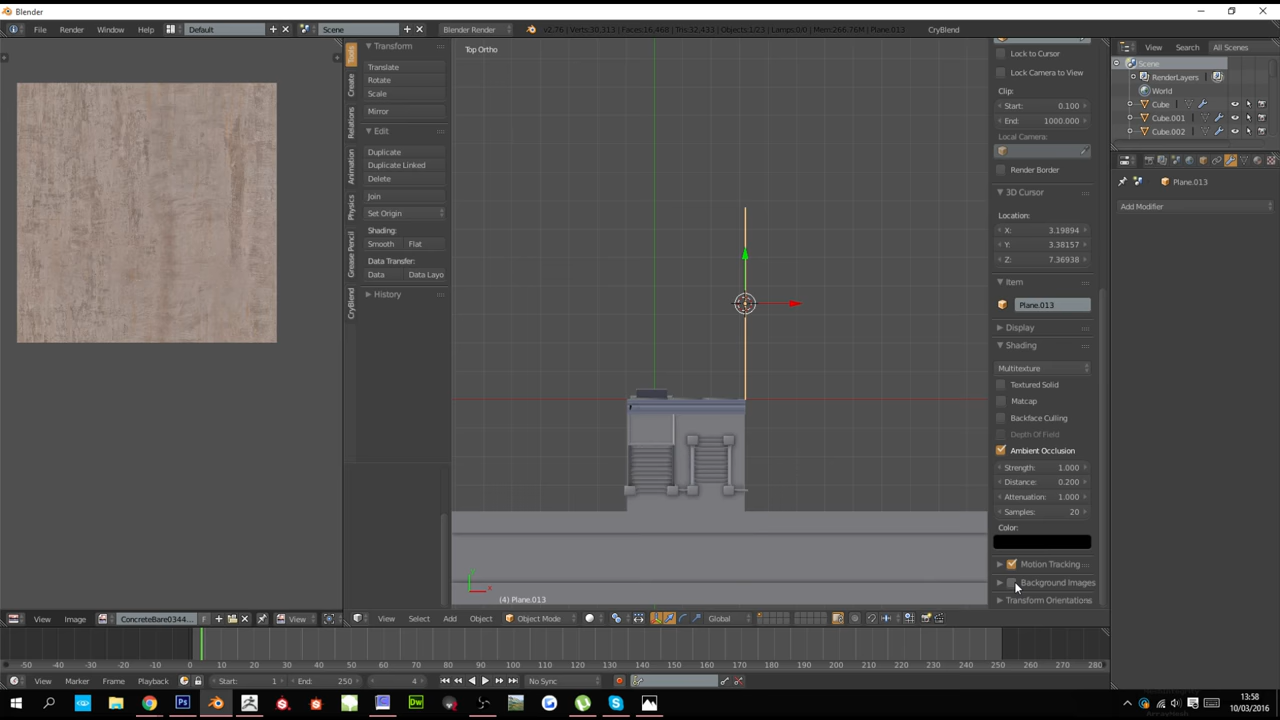 Blender
File
Render
Window
Help
Default
Scene
Blender Render
v2.76 | Verts:30,313 | Faces:16,468 | Tris:32,433 | Objects:1/23 | Lamps:0/0 | Mem:266.76M | Plane.013
CryBlend
View
Search
All Scenes
Tools
Create
Relations
Animation
Physics
Grease Pencil
CryBlend
Transform
Translate
Rotate
Scale
Mirror
Edit
Duplicate
Duplicate Linked
Delete
Join
Set Origin
Shading:
Smooth
Flat
Data Transfer:
Data
Data Layo
History
Top Ortho
(4) Plane.013
Lock to Cursor
Lock Camera to View
Clip:
Start: 0.100
End: 1000.000
Local Camera:
Render Border
3D Cursor
Location:
X: 3.19894
Y: 3.38157
Z: 7.36938
Item
Plane.013
Display
Shading
Multitexture
Textured Solid
Matcap
Backface Culling
Depth Of Field
Ambient Occlusion
Strength: 1.000
Distance: 0.200
Attenuation: 1.000
Samples: 20
Color:
Motion Tracking
Background Images
Transform Orientations
Scene
RenderLayers
World
Cube
Cube.001
Cube.002
Plane.013
Add Modifier
View
Image
ConcreteBare0344...
F
View
View
Select
Add
Object
Object Mode
Global
-50 -40 -30 -20 -10 0 10 20 30 40 50 60 70 80 90 100 110 120 130 140 150 160 170 180 190 200 210 220 230 240 250 260 270 280
View
Marker
Frame
Playback
Start: 1
End: 250
4
No Sync
13:58
10/03/2016